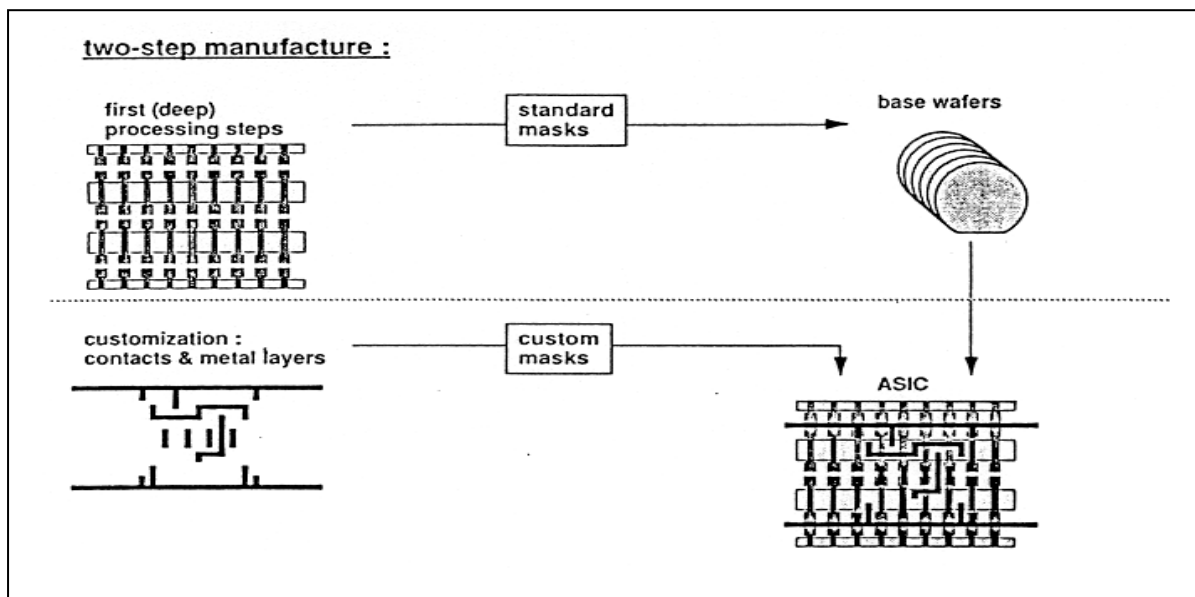 two-step manufacture :
first (deep)
processing steps
standard
masks
base wafers
customization :
contacts & metal layers
custom
masks
ASIC